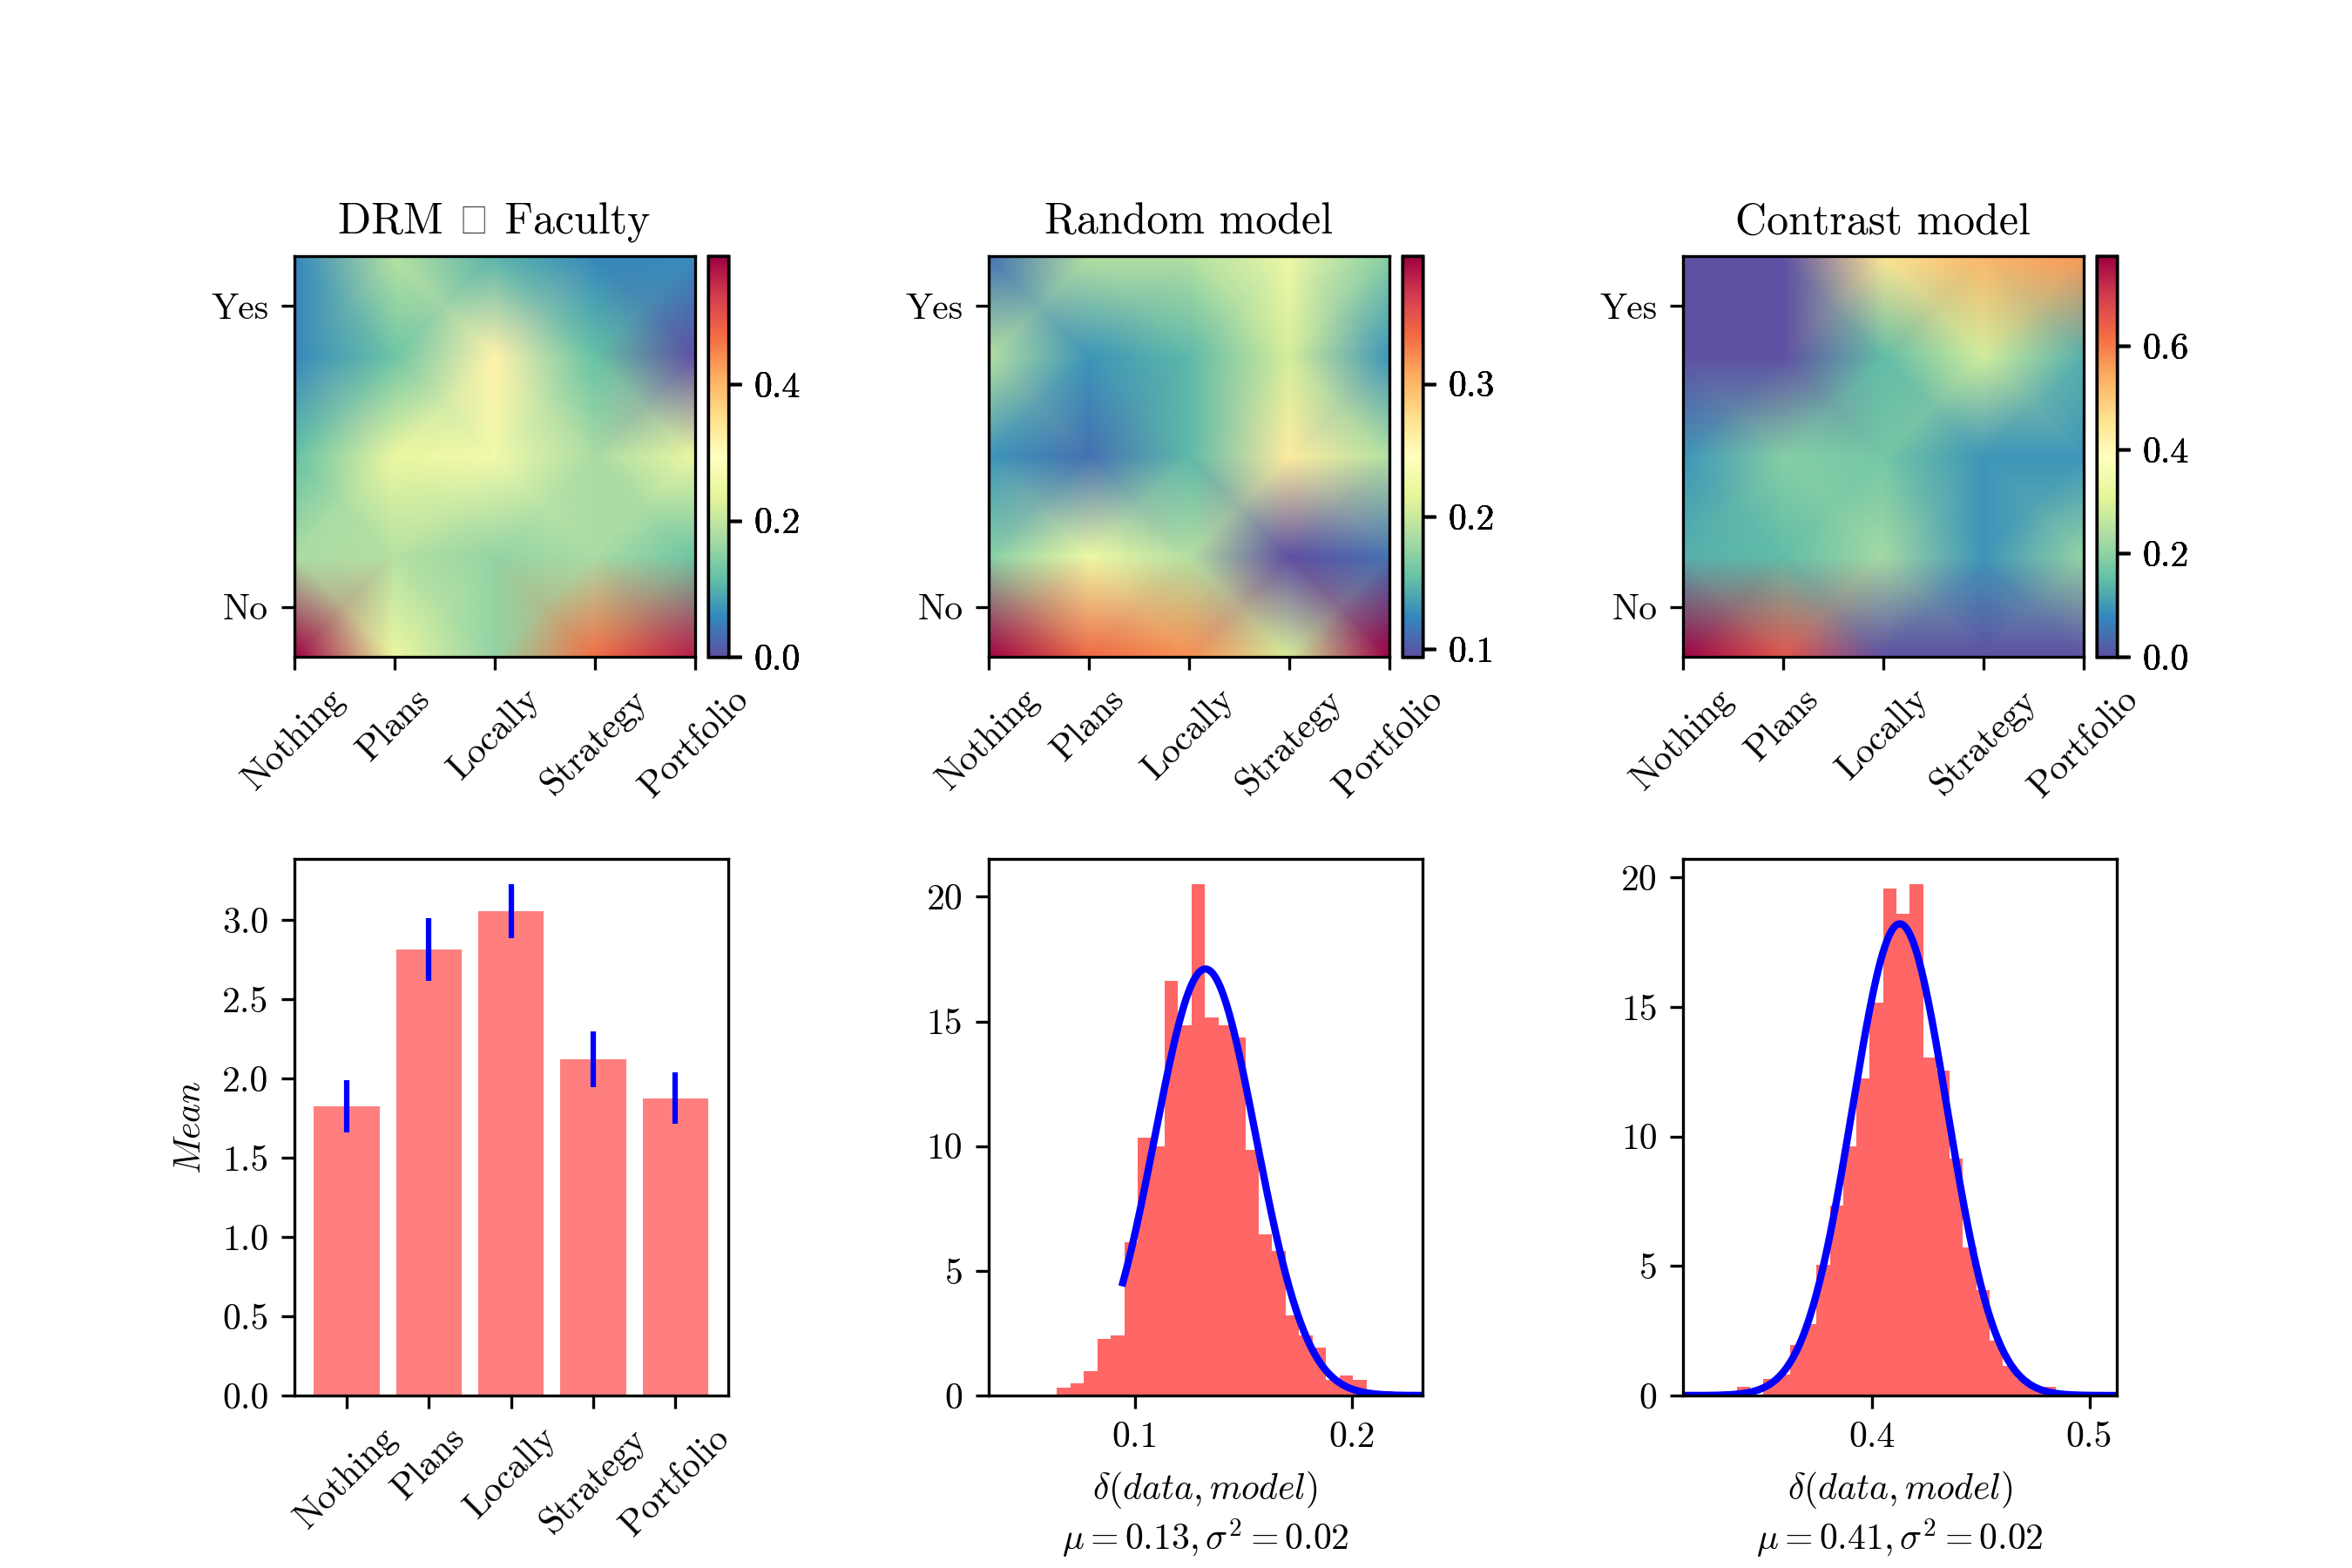 DRM □ Faculty
Yes
No
0.4
0.2
0.0
Nothing
Plans
Locally
Strategy
Portfolio
Random model
Yes
No
0.3
0.2
0.1
Nothing
Plans
Locally
Strategy
Portfolio
Contrast model
Yes
No
0.6
0.4
0.2
0.0
Nothing
Plans
Locally
Strategy
Portfolio
Mean
3.0
2.5
2.0
1.5
1.0
0.5
0.0
Nothing
Plans
Locally
Strategy
Portfolio
20
15
10
5
0
0.1
0.2
δ(data, model)
μ = 0.13, σ² = 0.02
20
15
10
5
0
0.4
0.5
δ(data, model)
μ = 0.41, σ² = 0.02